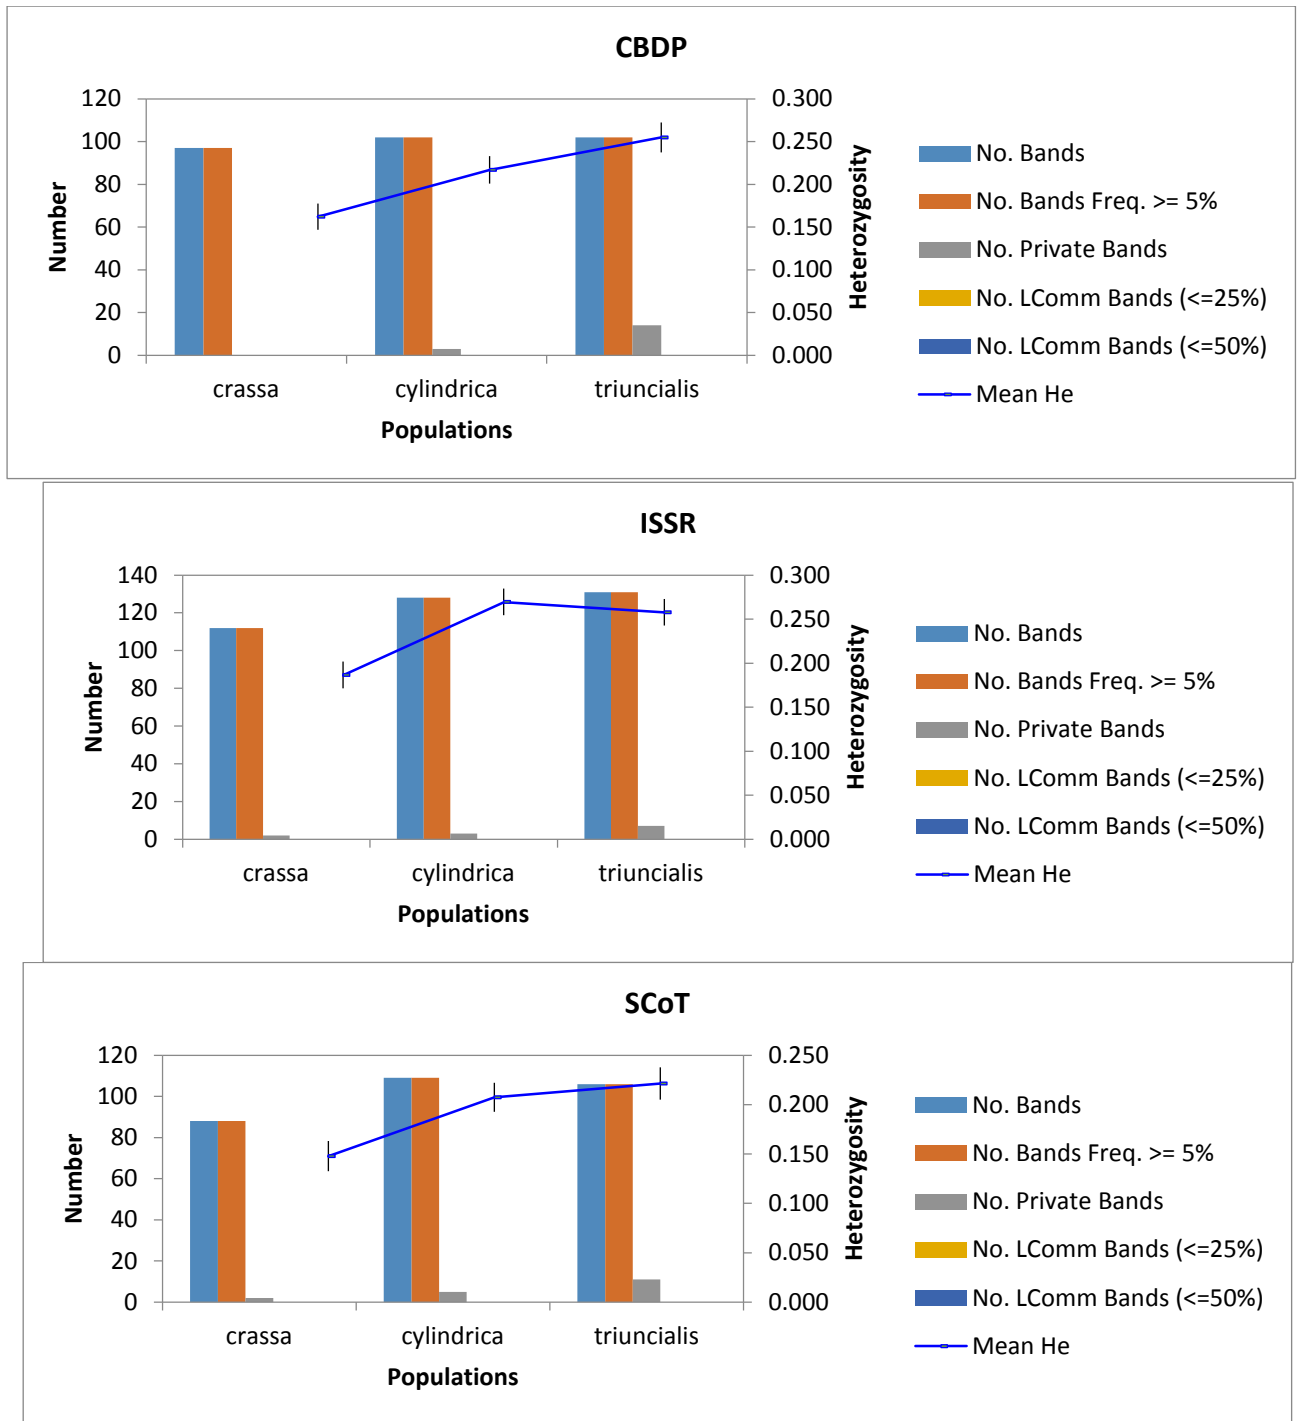 CBDP
120
100
80
60
40
20
0
Number
0.300
0.250
0.200
0.150
0.100
0.050
0.000
Heterozygosity
crassa
cylindrica
triuncialis
Populations
No. Bands
No. Bands Freq. >= 5%
No. Private Bands
No. LComm Bands (<=25%)
No. LComm Bands (<=50%)
Mean He
ISSR
140
120
100
80
60
40
20
0
Number
0.300
0.250
0.200
0.150
0.100
0.050
0.000
Heterozygosity
crassa
cylindrica
triuncialis
Populations
No. Bands
No. Bands Freq. >= 5%
No. Private Bands
No. LComm Bands (<=25%)
No. LComm Bands (<=50%)
Mean He
SCoT
120
100
80
60
40
20
0
Number
0.250
0.200
0.150
0.100
0.050
0.000
Heterozygosity
crassa
cylindrica
triuncialis
Populations
No. Bands
No. Bands Freq. >= 5%
No. Private Bands
No. LComm Bands (<=25%)
No. LComm Bands (<=50%)
Mean He